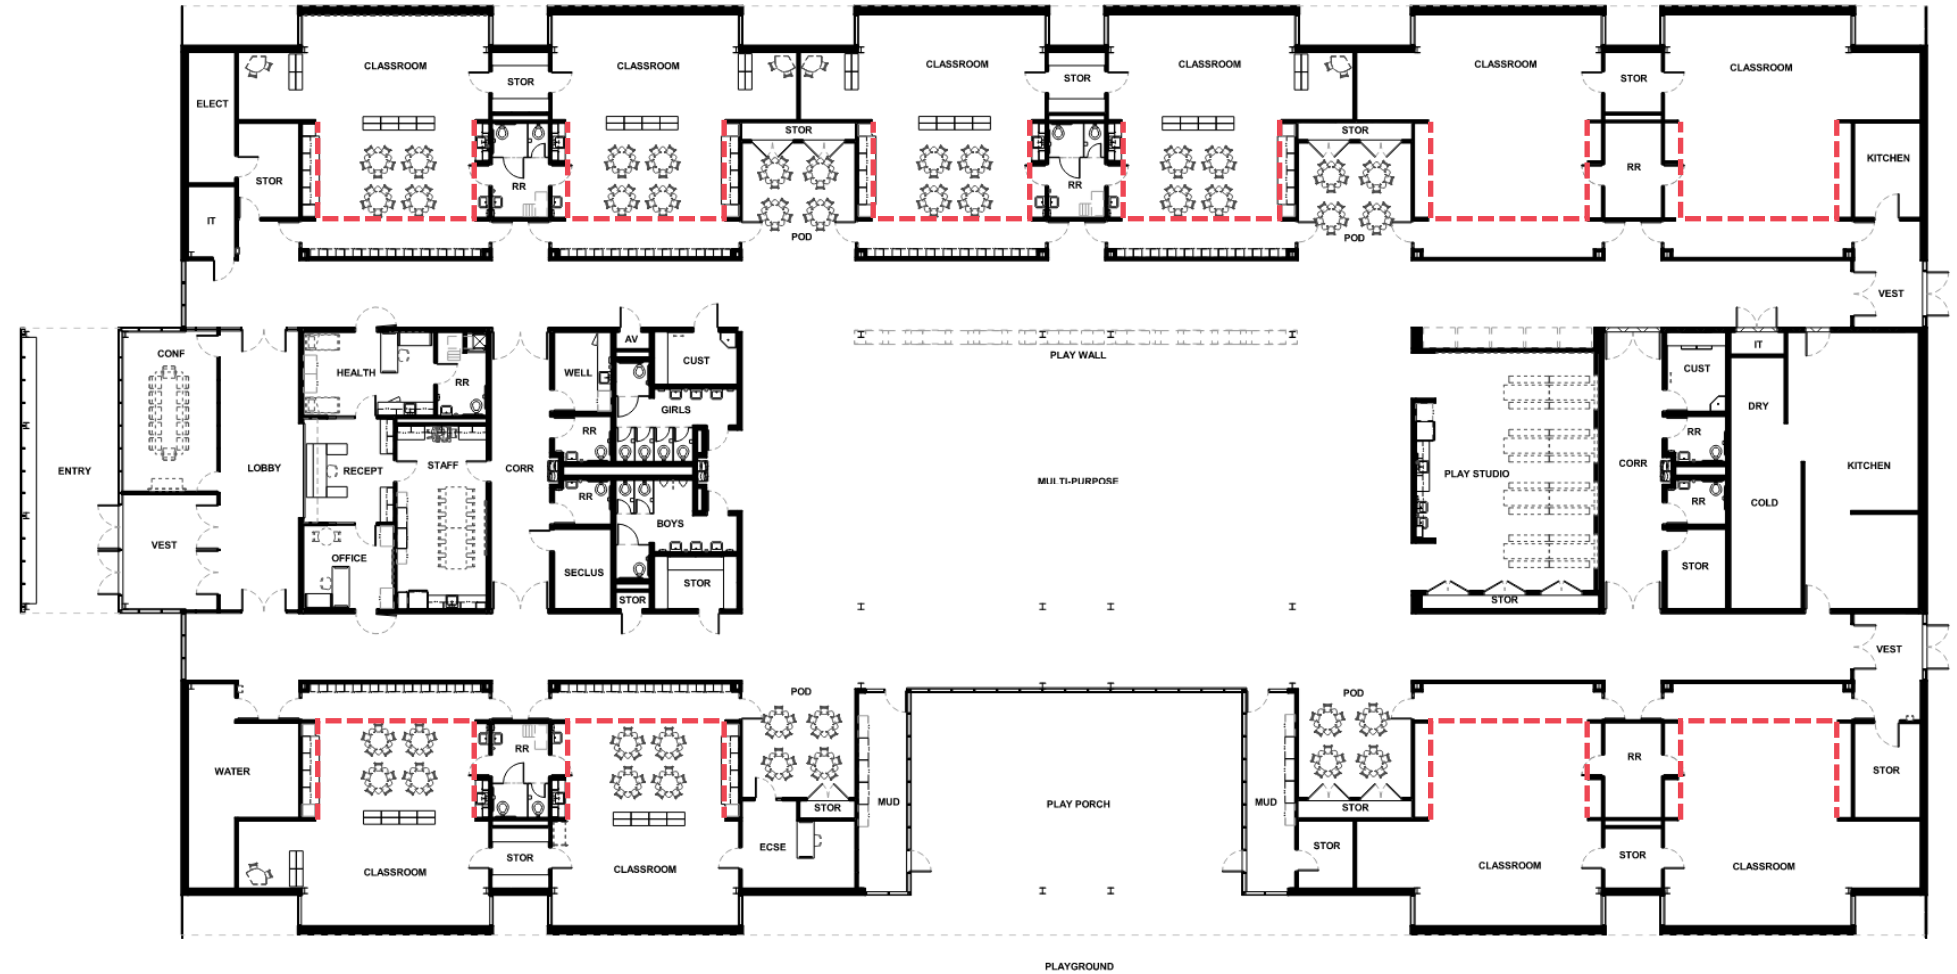 CLASSROOM
CLASSROOM
CLASSROOM
CLASSROOM
CLASSROOM
CLASSROOM
STOR
STOR
STOR
ELECT
STOR
STOR
KITCHEN
STOR
RR
RR
RR
IT
POD
POD
VEST
CONF
AV
PLAY WALL
IT
HEALTH
RR
WELL
CUST
CUST
GIRLS
DRY
RR
RR
ENTRY
LOBBY
RECEPT
STAFF
CORR
MULTI-PURPOSE
PLAY STUDIO
CORR
KITCHEN
RR
RR
BOYS
COLD
VEST
OFFICE
SECLUS
STOR
STOR
STOR
STOR
VEST
POD
POD
WATER
RR
RR
STOR
MUD
PLAY PORCH
MUD
STOR
STOR
ECSE
STOR
STOR
STOR
CLASSROOM
CLASSROOM
CLASSROOM
CLASSROOM
PLAYGROUND